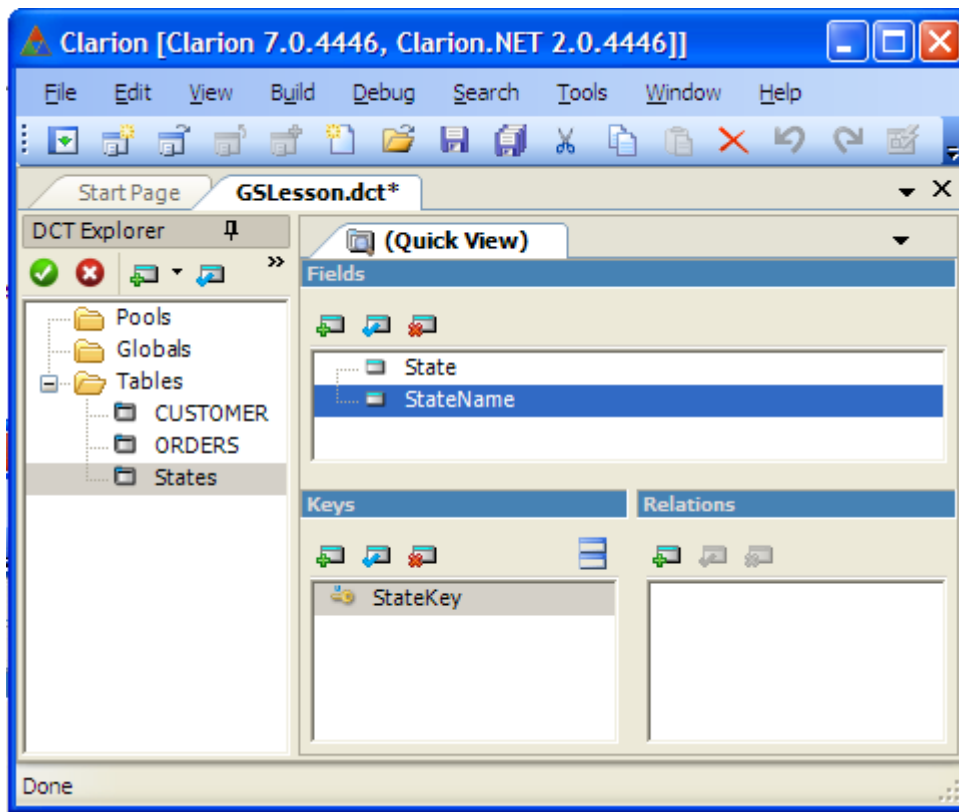 Clarion [Clarion 7.0.4446, Clarion.NET 2.0.4446]]
File Edit View Build Debug Search Tools Window Help
Start Page GSLesson.dct*
DCT Explorer
(Quick View)
Fields
Pools
Globals
Tables
CUSTOMER
ORDERS
States
State
StateName
Keys
Relations
StateKey
Done